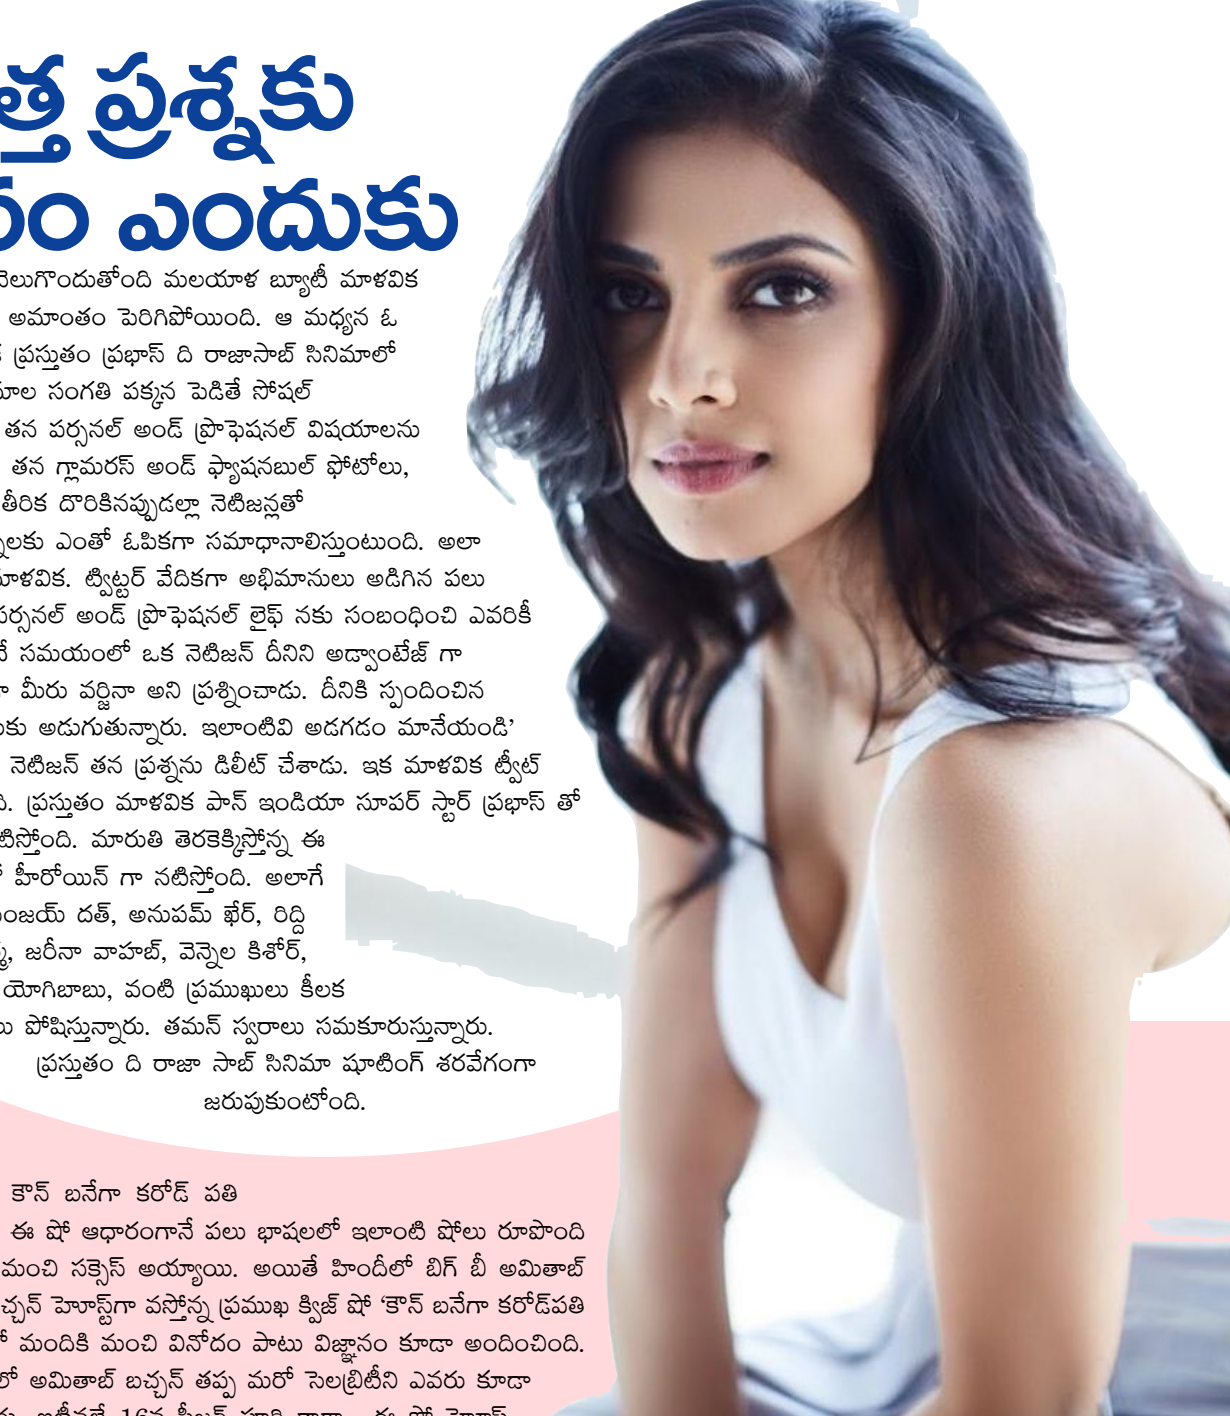 ప్రశ్నకు
ఎందుకు
మలయాళ బ్యూటీ మాళవిక
అమాంతం పెరిగిపోయింది. ఆ మధ్యన ఓ
ప్రస్తుతం ప్రభాస్ ది రాజాసాబ్ సినిమాలో
సంగతి పక్కన పెడితే సోషల్
తన పర్సనల్ అండ్ ప్రొఫెషనల్ విషయాలను
తన గ్లామరస్ అండ్ ఫ్యాషనబుల్ ఫోటోలు,
తీరిక దొరికినప్పుడల్లా నెటిజన్లతో
ఎంతో ఓపికగా సమాధానాలిస్తుంటుంది. అలా
మాళవిక. ట్విట్టర్ వేదికగా అభిమానులు అడిగిన పలు
పర్సనల్ అండ్ ప్రొఫెషనల్ లైఫ్ నకు సంబంధించి ఎవరికీ
సమయంలో ఒక నెటిజన్ దీనిని అడ్వాంటేజ్ గా
మీరు వర్జినా అని ప్రశ్నించాడు. దీనికి స్పందించిన
అడుగుతున్నారు. ఇలాంటివి అడగడం మానేయండి’
నెటిజన్ తన ప్రశ్నను డిలీట్ చేశాడు. ఇక మాళవిక ట్వీట్
ప్రస్తుతం మాళవిక పాన్ ఇండియా సూపర్ స్టార్ ప్రభాస్ తో
మారుతి తెరకెక్కిస్తోన్న ఈ
హీరోయిన్ గా నటిస్తోంది. అలాగే
సంజయ్ దత్, అనుపమ్ ఖేర్, రిద్ది
జరీనా వాహబ్, వెన్నెల కిశోర్,
యోగిబాబు, వంటి ప్రముఖులు కీలక
పోషిస్తున్నారు. తమన్ స్వరాలు సమకూరుస్తున్నారు.
ప్రస్తుతం ది రాజా సాబ్ సినిమా షూటింగ్ శరవేగంగా
జరుపుకుంటోంది.
కౌన్ బనేగా కరోడ్ పతి
ఈ షో ఆధారంగానే పలు భాషలలో ఇలాంటి షోలు రూపొంది
మంచి సక్సెస్ అయ్యాయి. అయితే హిందీలో బిగ్ బీ అమితాబ్
హెూస్ట్‌గా వస్తోన్న ప్రముఖ క్విజ్ షో ‘కౌన్ బనేగా కరోడ్‌పతి
మందికి మంచి వినోదం పాటు విజ్ఞానం కూడా అందించింది.
అమితాబ్ బచ్చన్ తప్ప మరో సెలబ్రిటీని ఎవరు కూడా